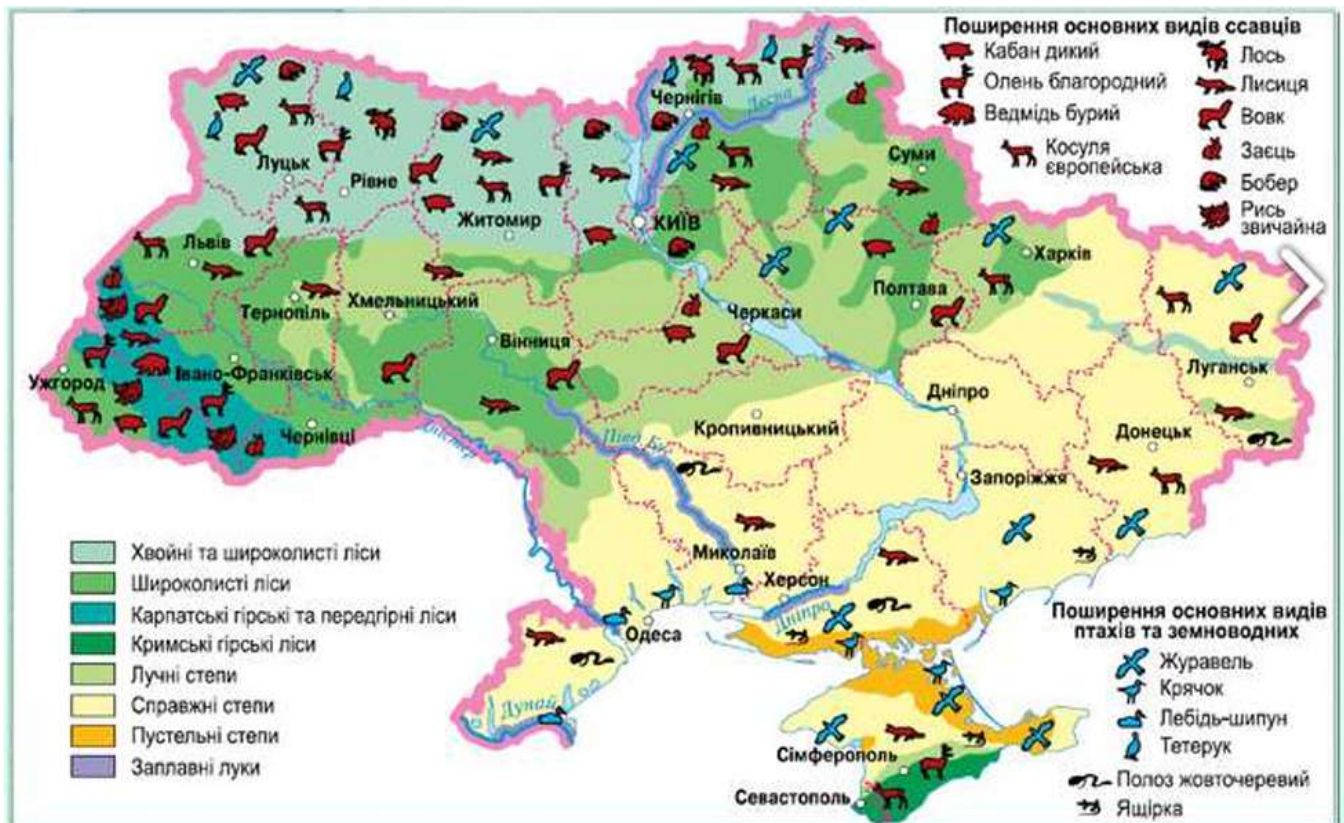 Поширення основних видів ссавців
Кабан дикий
Олень благородний
Ведмідь бурий
Косуля
європейська
Лось
Лисиця
Вовк
Заєць
Бобер
Рись
звичайна
Чернігів
Десна
Луцьк
Рівне
Житомир
КИЇВ
Суми
Львів
Тернопіль
Хмельницький
Вінниця
Черкаси
Полтава
Харків
Ужгород
Івано-Франківськ
Чернівці
Дністер
Півд. Буг
Кропивницький
Дніпро
Луганськ
Донецьк
Запоріжжя
Миколаїв
Херсон
Дніпро
Одеса
Дунай
Сімферополь
Севастополь
Хвойні та широколисті ліси
Широколисті ліси
Карпатські гірські та передгірні ліси
Кримські гірські ліси
Лучні степи
Справжні степи
Пустельні степи
Заплавні луки
Поширення основних видів
птахів та земноводних
Журавель
Крячок
Лебідь-шипун
Тетерук
Полоз жовточеревий
Ящірка